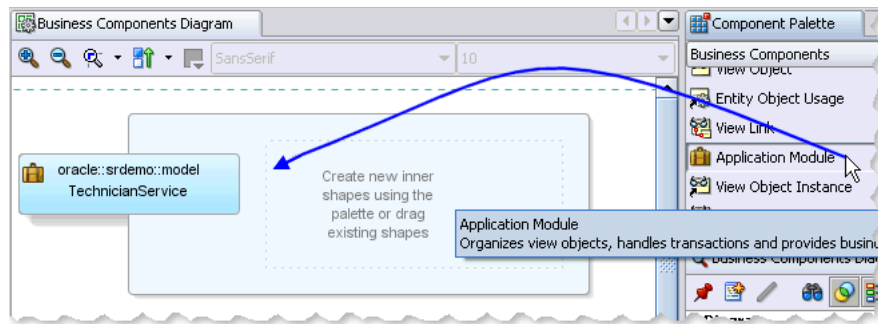 Business Components Diagram
Component Palette
SansSerif
10
Business Components
View Object
Entity Object Usage
View Link
Application Module
View Object Instance
oracle::srdemo::model
TechnicianService
Create new inner
shapes using the
palette or drag
existing shapes
Application Module
Organizes view objects, handles transactions and provides busin
Business Components Dia